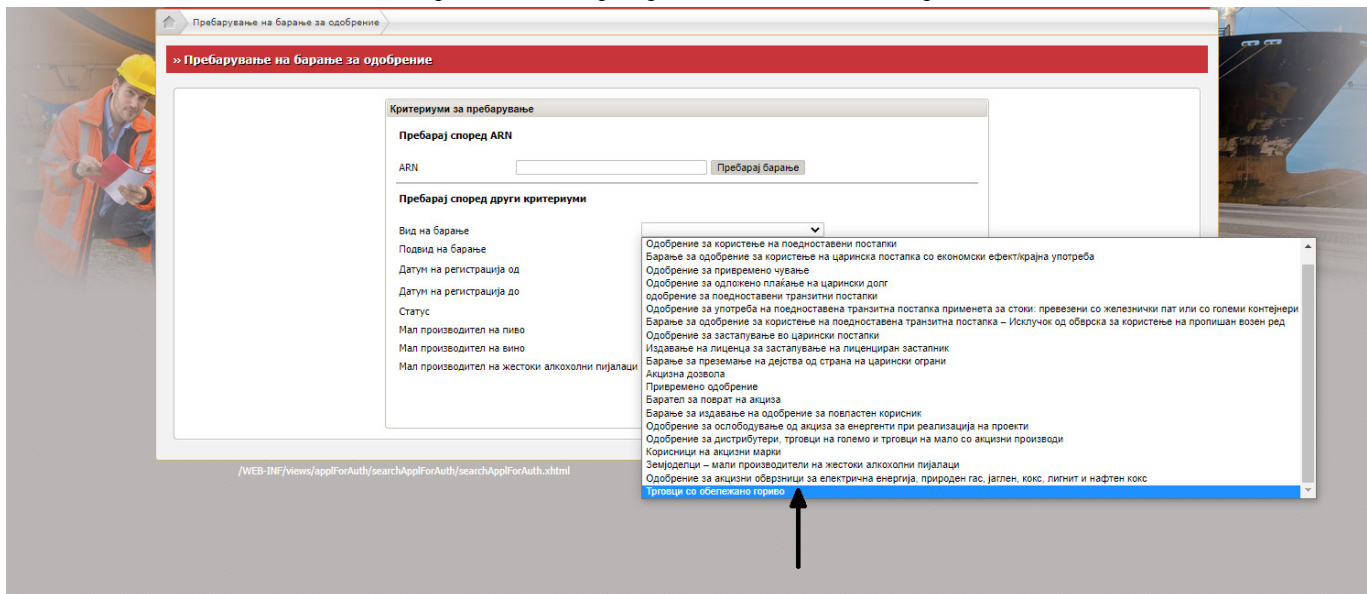 Пребарување на барање за одобрение
» Пребарување на барање за одобрение
Критериуми за пребарување
Пребарај според ARN
ARN
Пребарај барање
Пребарај според други критериуми
Вид на барање
Подвид на барање
Датум на регистрација од
Датум на регистрација до
Статус
Мал производител на пиво
Мал производител на вино
Мал производител на жестоки алкохолни пијалаци
Одобрение за користење на поедноставени постапки
Барање за одобрение за користење на царинска постапка со економски ефект/крајна употреба
Одобрение за привремено чување
Одобрение за одложено плаќање на царински долг
одобрение за поедноставени транзитни постапки
Одобрение за употреба на поедноставена транзитна постапка применета за стоки: превезени со железнички пат или со големи контејнери
Барање за одобрение за користење на поедноставена транзитна постапка – Исклучок од обврска за користење на пропишан возен ред
Одобрение за застапување во царински постапки
Издавање на лиценца за застапување на лиценциран застапник
Барање за преземање на дејства од страна на царински ограни
Акцизна дозвола
Привремено одобрение
Барател за поврат на акциза
Барање за издавање на одобрение за повластен корисник
Одобрение за ослободување од акциза за енергенти при реализација на проекти
Одобрение за дистрибутери, трговци на големо и трговци на мало со акцизни производи
Корисници на акцизни марки
Земјоделци – мали производители на жестоки алкохолни пијалаци
Одобрение за акцизни обврзници за електрична енергија, природен гас, јаглен, кокс, лигнит и нафтен кокс
Трговци со обележано гориво
/WEB-INF/views/applForAuth/searchApplForAuth/searchApplForAuth.xhtml